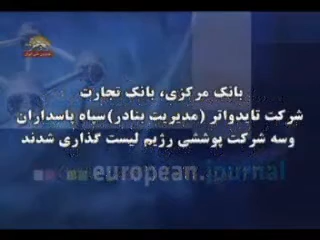 بانک مرکزی، بانک تجارت
شرکت تایدواتر (مدیریت بنادر) سپاه پاسداران
وسه شرکت پوششی رژیم لیست گذاری شدند
european.journal